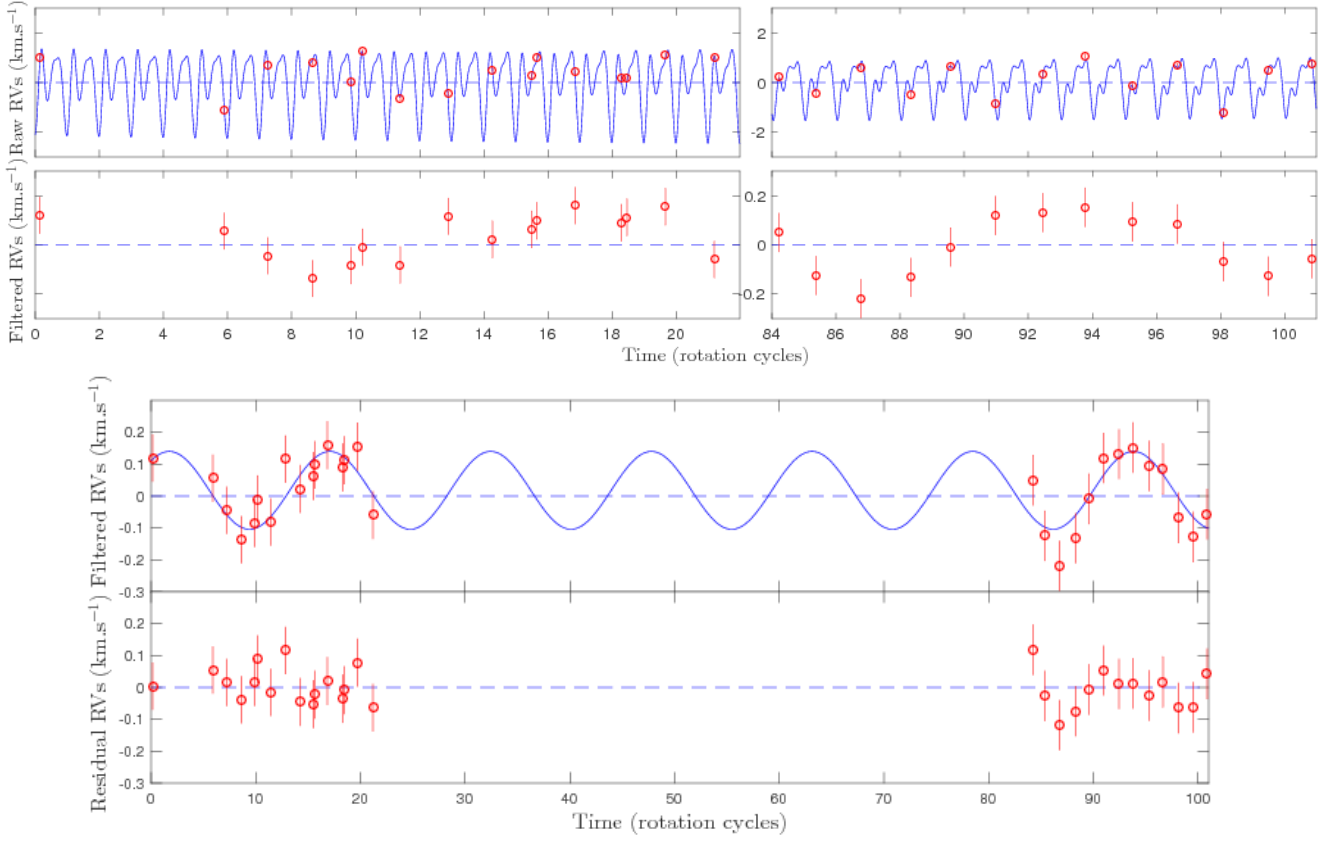 Raw RVs (km.s⁻¹)
2
0
-2
Filtered RVs (km.s⁻¹)
0.2
0
-0.2
0 2 4 6 8 10 12 14 16 18 20
84 86 88 90 92 94 96 98 100
Time (rotation cycles)
Filtered RVs (km.s⁻¹)
0.2
0.1
0
-0.1
-0.2
-0.3
Residual RVs (km.s⁻¹)
0.2
0.1
0
-0.1
-0.2
-0.3
0 10 20 30 40 50 60 70 80 90 100
Time (rotation cycles)